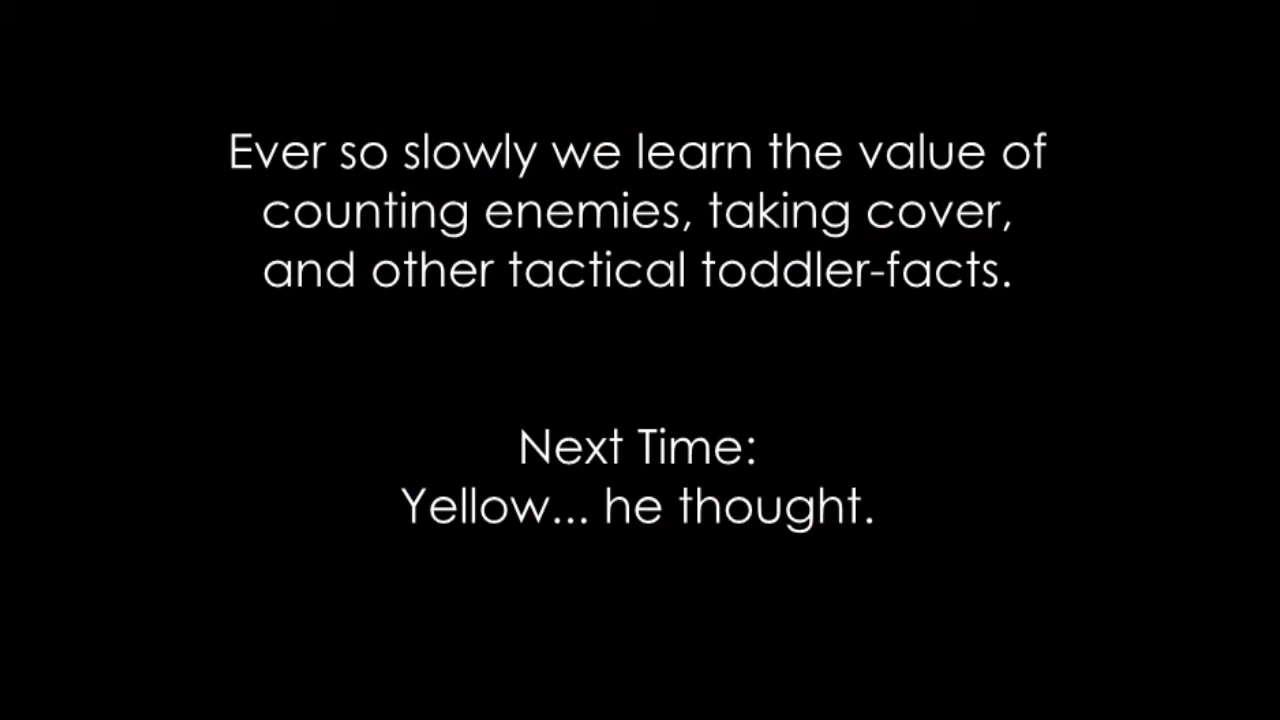 Ever so slowly we learn the value of
counting enemies, taking cover,
and other tactical toddler-facts.
Next Time:
Yellow... he thought.